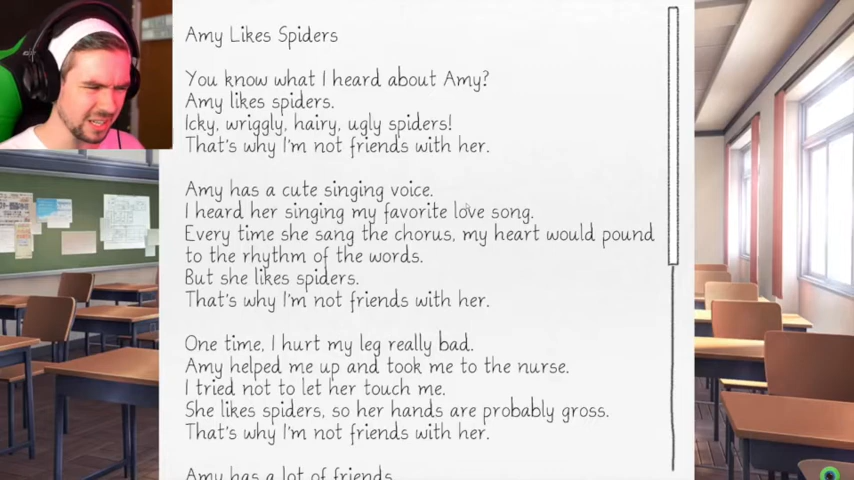 Amy Likes Spiders
You know what I heard about Amy?
Amy likes spiders.
Icky, wriggly, hairy, ugly spiders!
That's why I'm not friends with her.
Amy has a cute singing voice.
I heard her singing my favorite love song.
Every time she sang the chorus, my heart would pound
to the rhythm of the words.
But she likes spiders.
That's why I'm not friends with her.
One time, I hurt my leg really bad.
Amy helped me up and took me to the nurse.
I tried not to let her touch me.
She likes spiders, so her hands are probably gross.
That's why I'm not friends with her.
Amy has a lot of friends.